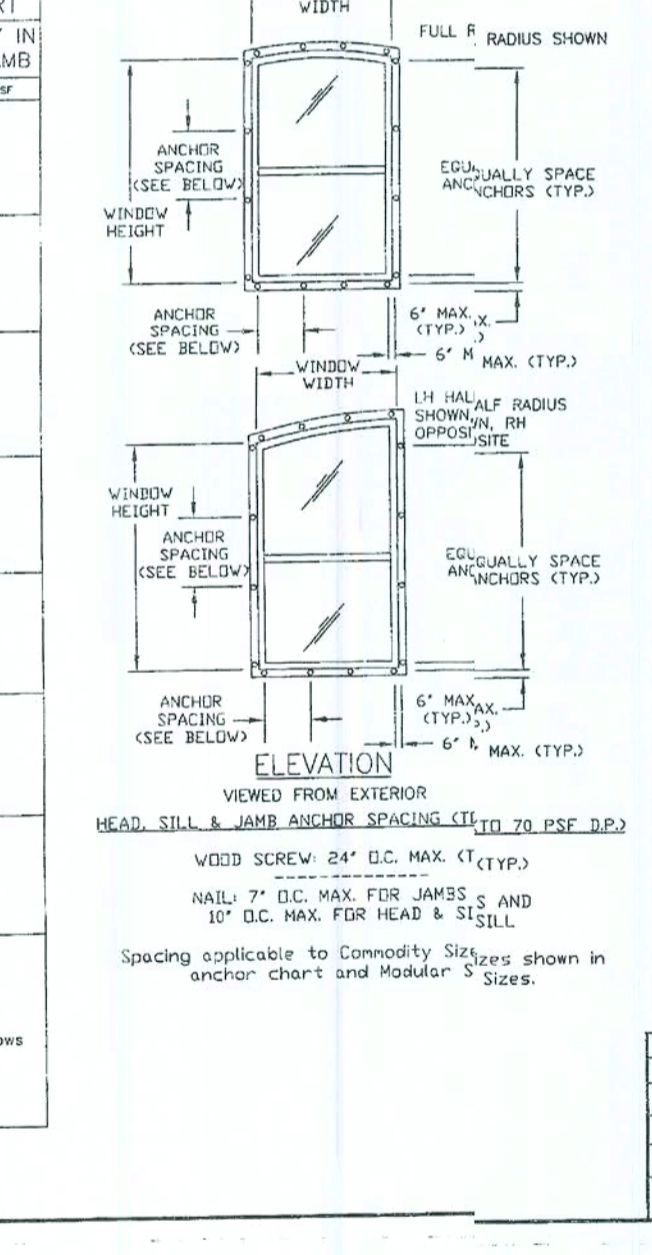 WIDTH
IN
AMB
SF
FULL R RADIUS SHOWN
ANCHOR
SPACING
(SEE BELOW)
WINDOW
HEIGHT
EQUALLY SPACE
ANCHORS (TYP.)
ANCHOR
SPACING
(SEE BELOW)
6" MAX.
(TYP.)
6" MAX. (TYP.)
WINDOW
WIDTH
LH HALF RADIUS
SHOWN, RH
OPPOSITE
WINDOW
HEIGHT
ANCHOR
SPACING
(SEE BELOW)
EQUALLY SPACE
ANCHORS (TYP.)
ANCHOR
SPACING
(SEE BELOW)
6" MAX.
(TYP.)
6" MAX. (TYP.)
ELEVATION
VIEWED FROM EXTERIOR
HEAD, SILL & JAMB ANCHOR SPACING (TO 70 PSF D.P.)
WOOD SCREW: 24" O.C. MAX. (TYP.)
NAIL: 7" O.C. MAX. FOR JAMBS AND
10" O.C. MAX. FOR HEAD & SILL
Spacing applicable to Commodity Sizes shown in
anchor chart and Modular Sizes.
ows